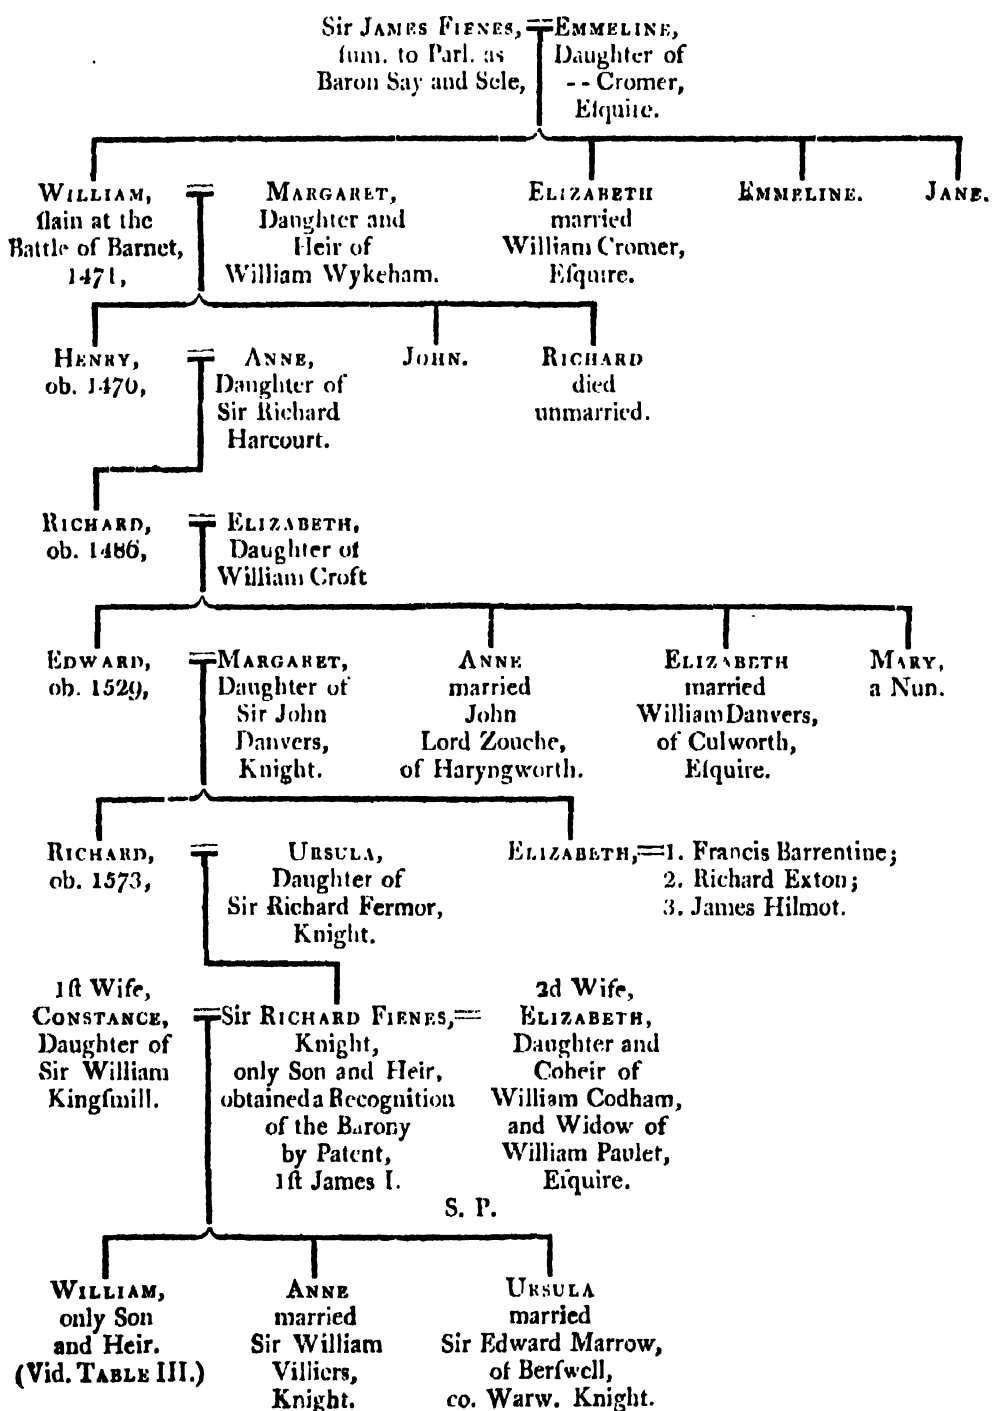 Sir JAMES FIENES,
ſum. to Parl. as
Baron Say and Sele,
EMMELINE,
Daughter of
-- Cromer,
Eſquire.
WILLIAM,
ſlain at the
Battle of Barnet,
1471,
MARGARET,
Daughter and
Heir of
William Wykeham.
ELIZABETH
married
William Cromer,
Eſquire.
EMMELINE.
JANE.
HENRY,
ob. 1470,
ANNE,
Daughter of
Sir Richard
Harcourt.
JOHN.
RICHARD
died
unmarried.
RICHARD,
ob. 1486,
ELIZABETH,
Daughter of
William Croft
EDWARD,
ob. 1529,
MARGARET,
Daughter of
Sir John
Danvers,
Knight.
ANNE
married
John
Lord Zouche,
of Haryngworth.
ELIZABETH
married
William Danvers,
of Culworth,
Eſquire.
MARY,
a Nun.
RICHARD,
ob. 1573,
URSULA,
Daughter of
Sir Richard Fermor,
Knight.
ELIZABETH,=1. Francis Barrentine;
2. Richard Exton;
3. James Hilmot.
1ſt Wife,
CONSTANCE,
Daughter of
Sir William
Kingſmill.
Sir RICHARD FIENES,=
Knight,
only Son and Heir,
obtained a Recognition
of the Barony
by Patent,
1ſt James I.
2d Wife,
ELIZABETH,
Daughter and
Coheir of
William Codham,
and Widow of
William Paulet,
Eſquire.
S. P.
WILLIAM,
only Son
and Heir.
(Vid. TABLE III.)
ANNE
married
Sir William
Villiers,
Knight.
URSULA
married
Sir Edward Marrow,
of Berſwell,
co. Warw. Knight.